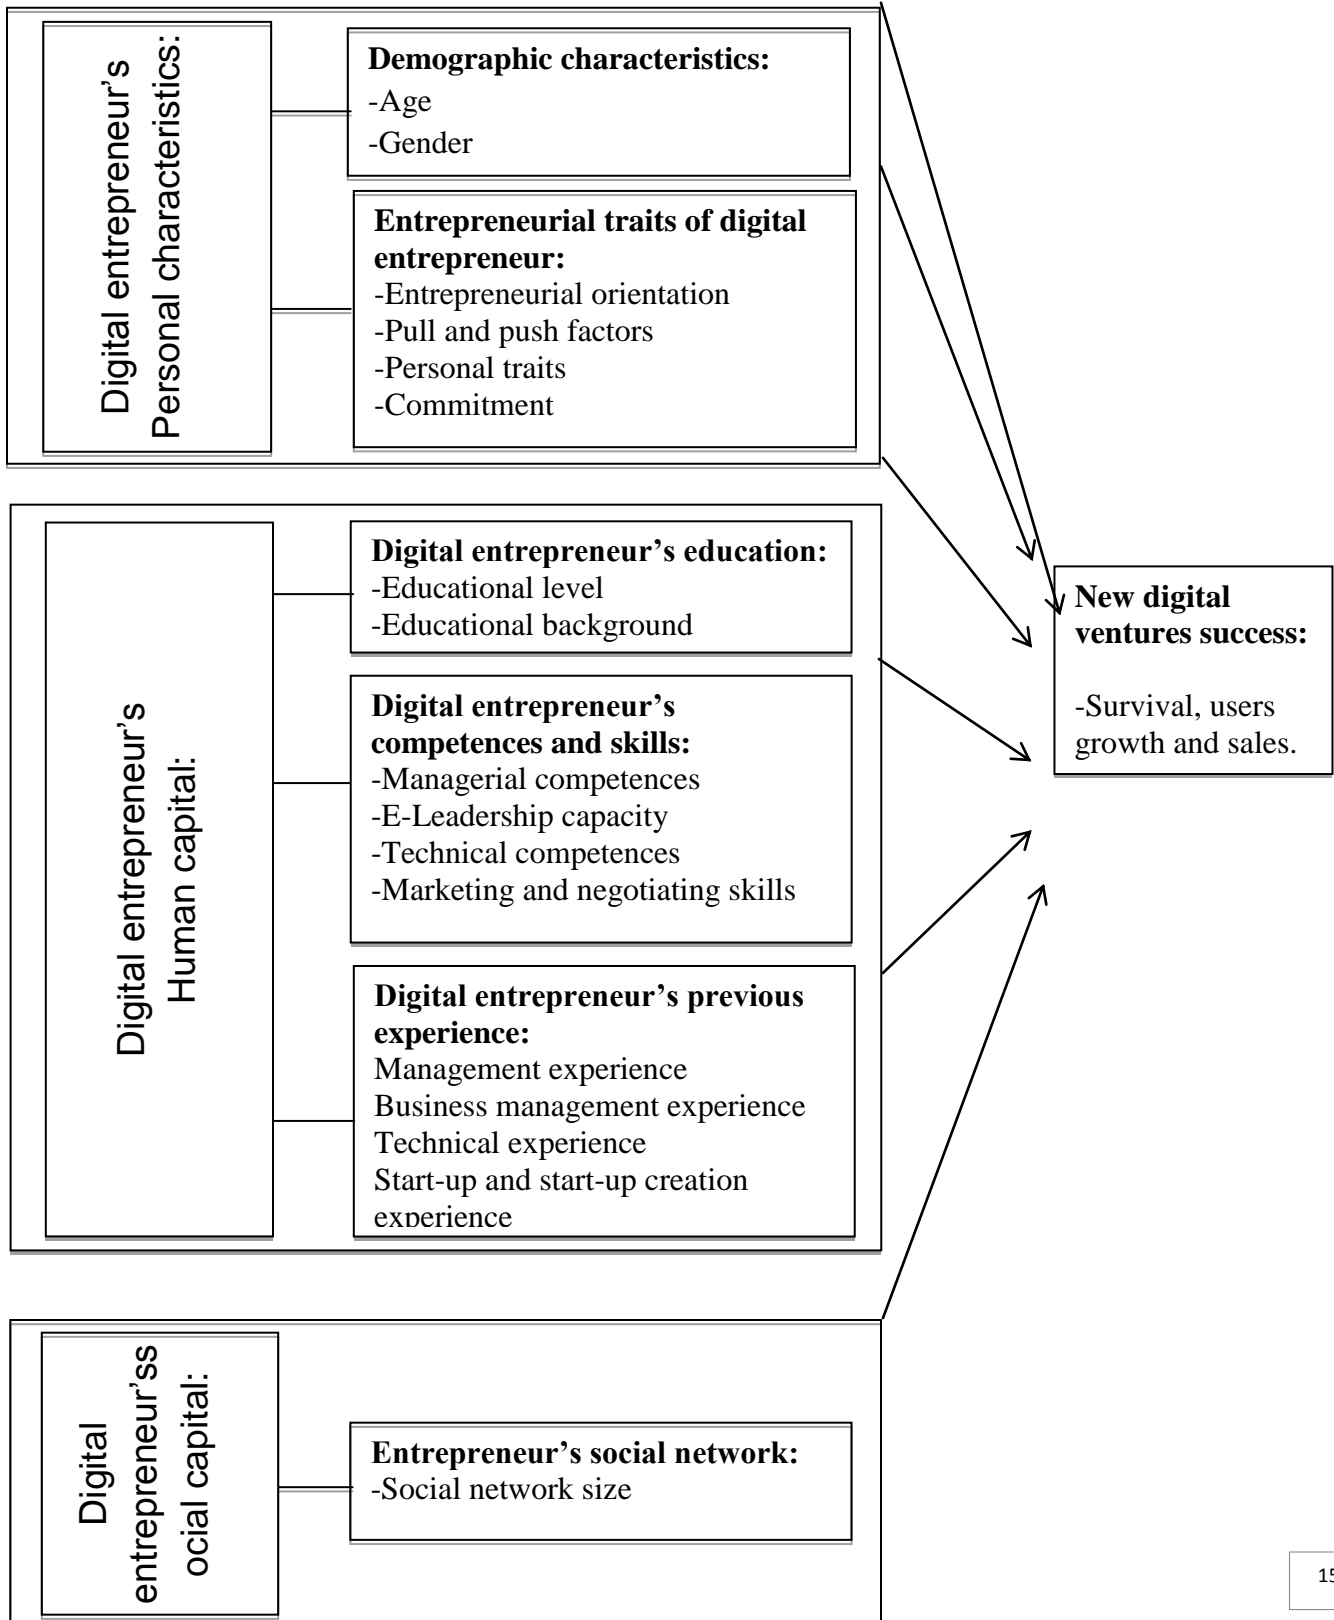 Digital entrepreneur’s
Personal characteristics:
Demographic characteristics:
-Age
-Gender
Entrepreneurial traits of digital
entrepreneur:
-Entrepreneurial orientation
-Pull and push factors
-Personal traits
-Commitment
Digital entrepreneur’s
Human capital:
Digital entrepreneur’s education:
-Educational level
-Educational background
Digital entrepreneur’s
competences and skills:
-Managerial competences
-E-Leadership capacity
-Technical competences
-Marketing and negotiating skills
Digital entrepreneur’s previous
experience:
Management experience
Business management experience
Technical experience
Start-up and start-up creation
experience
Digital
entrepreneur’ss
ocial capital:
Entrepreneur’s social network:
-Social network size
New digital
ventures success:
-Survival, users
growth and sales.
15